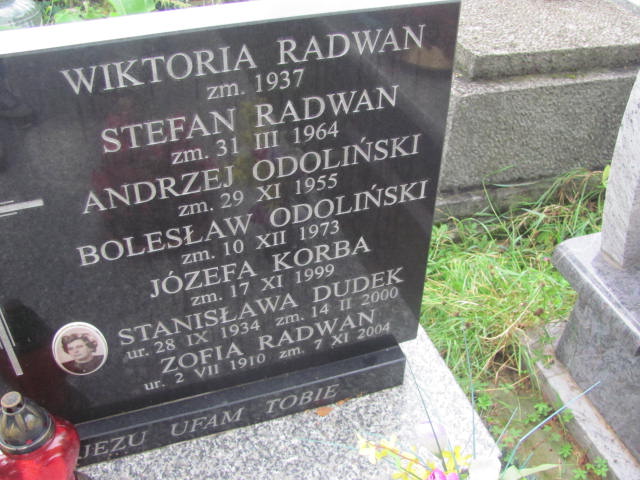 WIKTORIA RADWAN
zm. 1937
STEFAN RADWAN
zm. 31 III 1964
ANDRZEJ ODOLIŃSKI
zm. 29 XI 1955
BOLESŁAW ODOLIŃSKI
zm. 10 XII 1973
JÓZEFA KORBA
zm. 17 XI 1999
STANISŁAWA DUDEK
ur. 28 IX 1934 zm. 14 II 2000
ZOFIA RADWAN
ur. 2 VII 1910 zm. 7 XI 2004
JEZU UFAM TOBIE